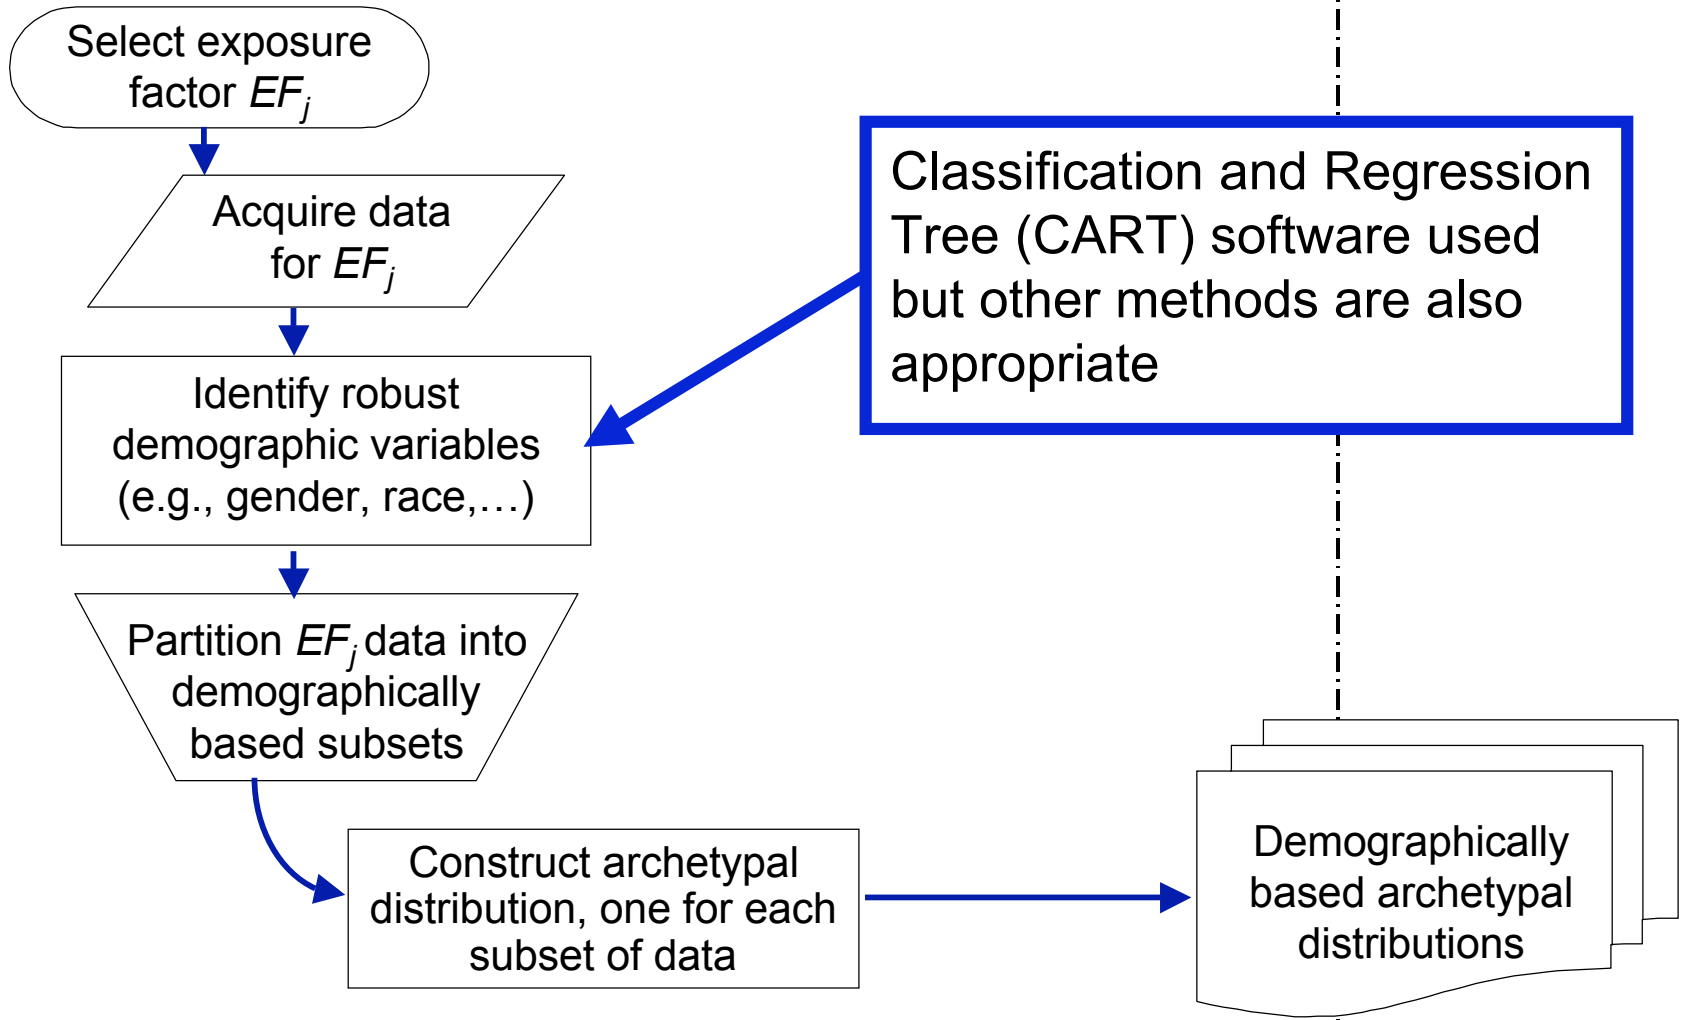 Select exposure
factor EFj
Acquire data
for EFj
Identify robust
demographic variables
(e.g., gender, race,…)
Partition EFj data into
demographically
based subsets
Construct archetypal
distribution, one for each
subset of data
Classification and Regression
Tree (CART) software used
but other methods are also
appropriate
Demographically
based archetypal
distributions